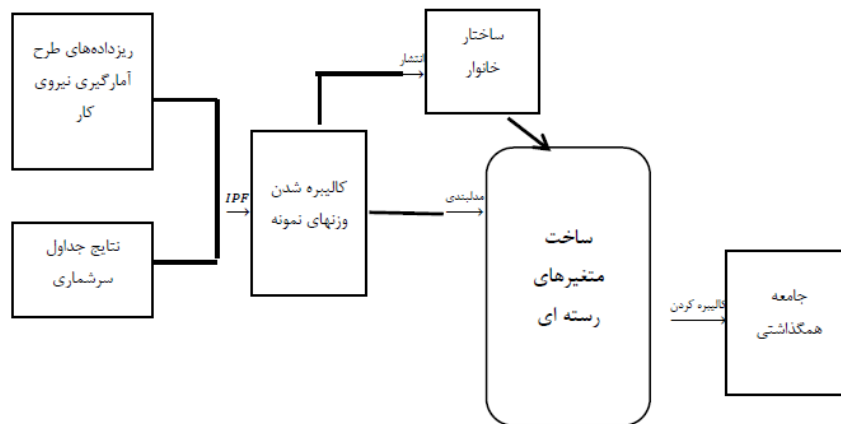 ریزداده‌های طرح
آمارگیری نیروی
کار
نتایج جداول
سرشماری
IPF
کالیبره شدن
وزنهای نمونه
انتشار
ساختار
خانوار
مدلبندی
ساخت
متغیرهای
رسته ای
کالیبره کردن
جامعه
همگذاشتی